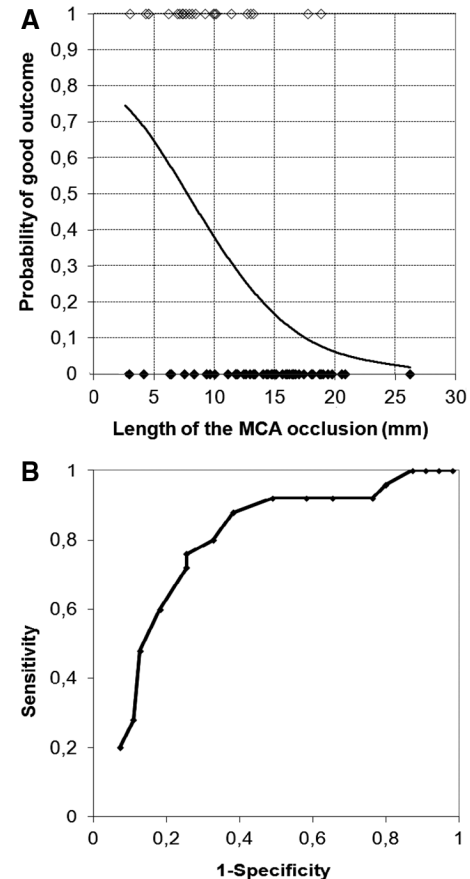 A
Probability of good outcome
1
0,9
0,8
0,7
0,6
0,5
0,4
0,3
0,2
0,1
0
0 5 10 15 20 25 30
Length of the MCA occlusion (mm)
B
Sensitivity
1
0,8
0,6
0,4
0,2
0
0 0,2 0,4 0,6 0,8 1
1-Specificity